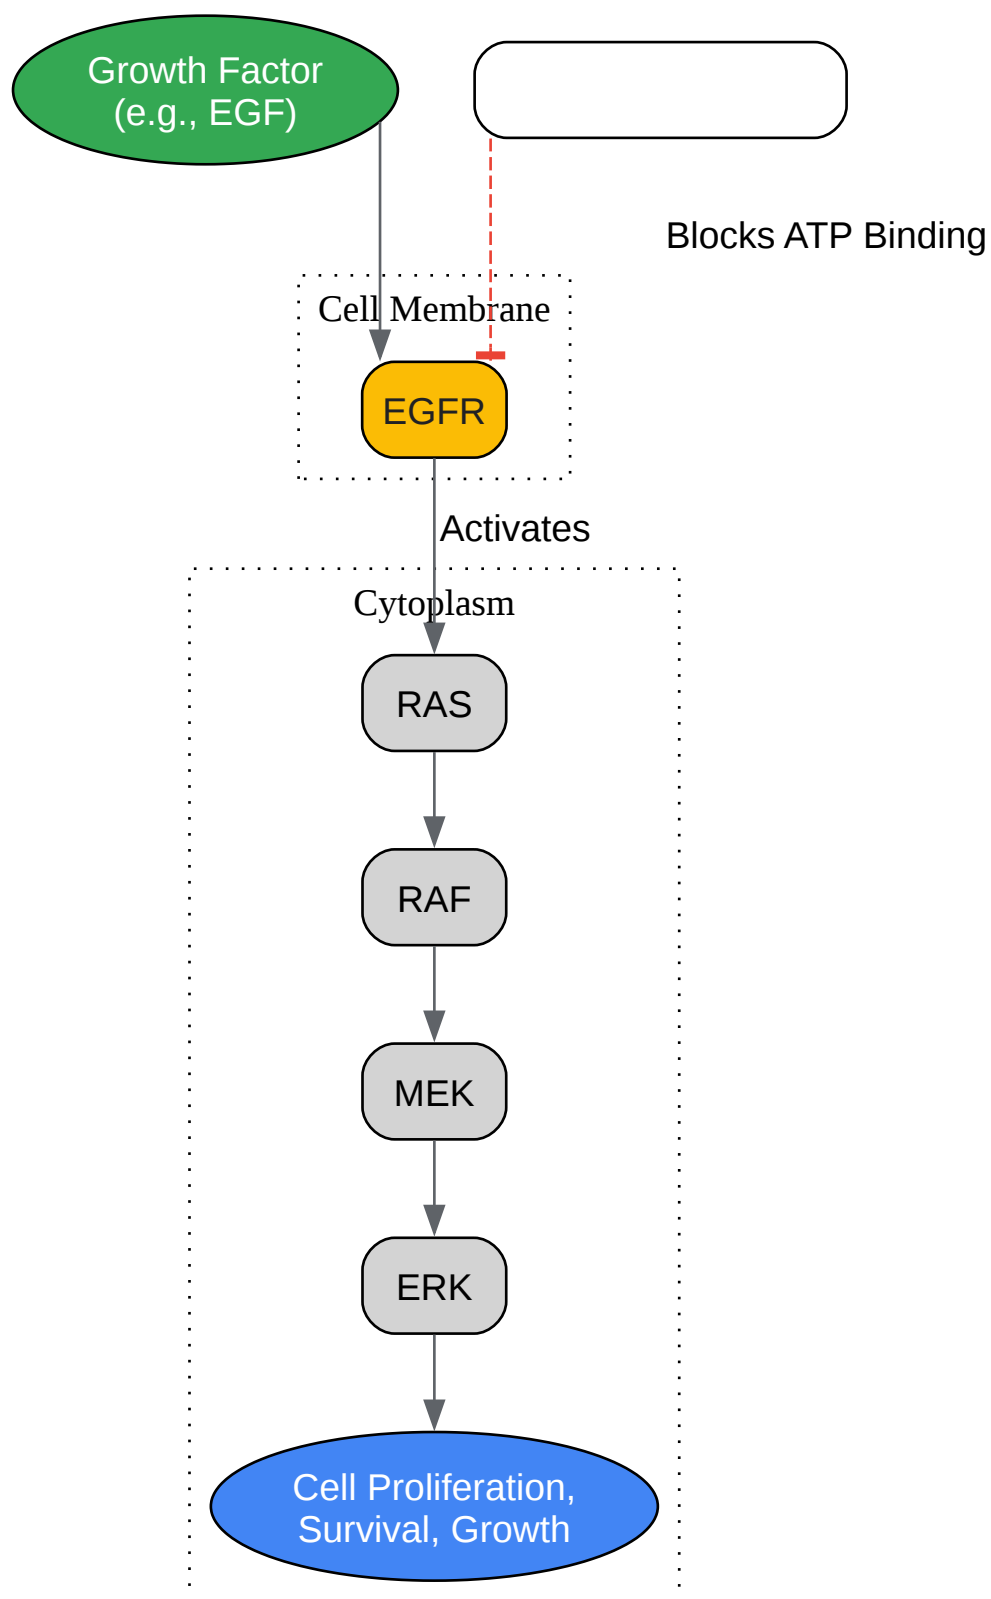 Growth Factor
(e.g., EGF)
Blocks ATP Binding
Cell Membrane
EGFR
Activates
Cytoplasm
RAS
RAF
MEK
ERK
Cell Proliferation,
Survival, Growth